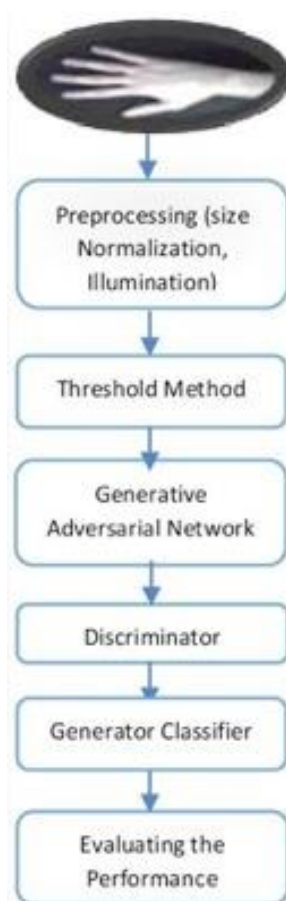 Preprocessing (size
Normalization,
Illumination)
Threshold Method
Generative
Adversarial Network
Discriminator
Generator Classifier
Evaluating the
Performance